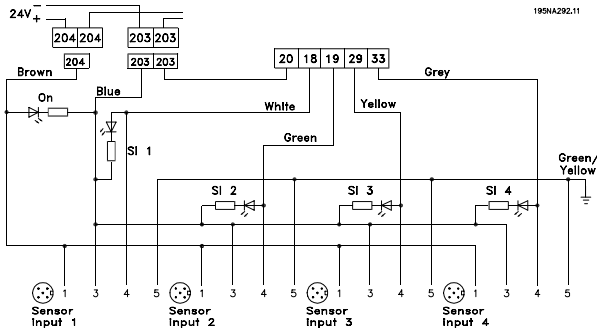 195NA292.11
24V
−
+
204 204 203 203
204 203 203 20 18 19 29 33
Brown
Grey
Blue
On
White
Yellow
SI 1
Green
Green/
Yellow
SI 2 SI 3 SI 4
1 3 4 5 1 3 4 5 1 3 4 5 1 3 4 5
Sensor Sensor Sensor Sensor
input 1 input 2 input 3 input 4